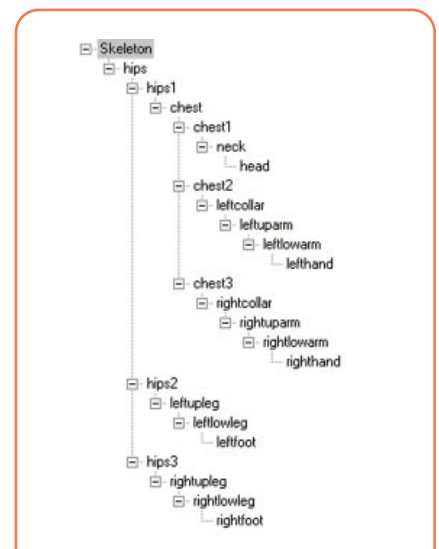 Skeleton
hips
hips1
chest
chest1
neck
head
chest2
leftcollar
leftuparm
leftlowarm
lefthand
chest3
rightcollar
rightuparm
rightlowarm
righthand
hips2
leftupleg
leftlowleg
leftfoot
hips3
rightupleg
rightlowleg
rightfoot